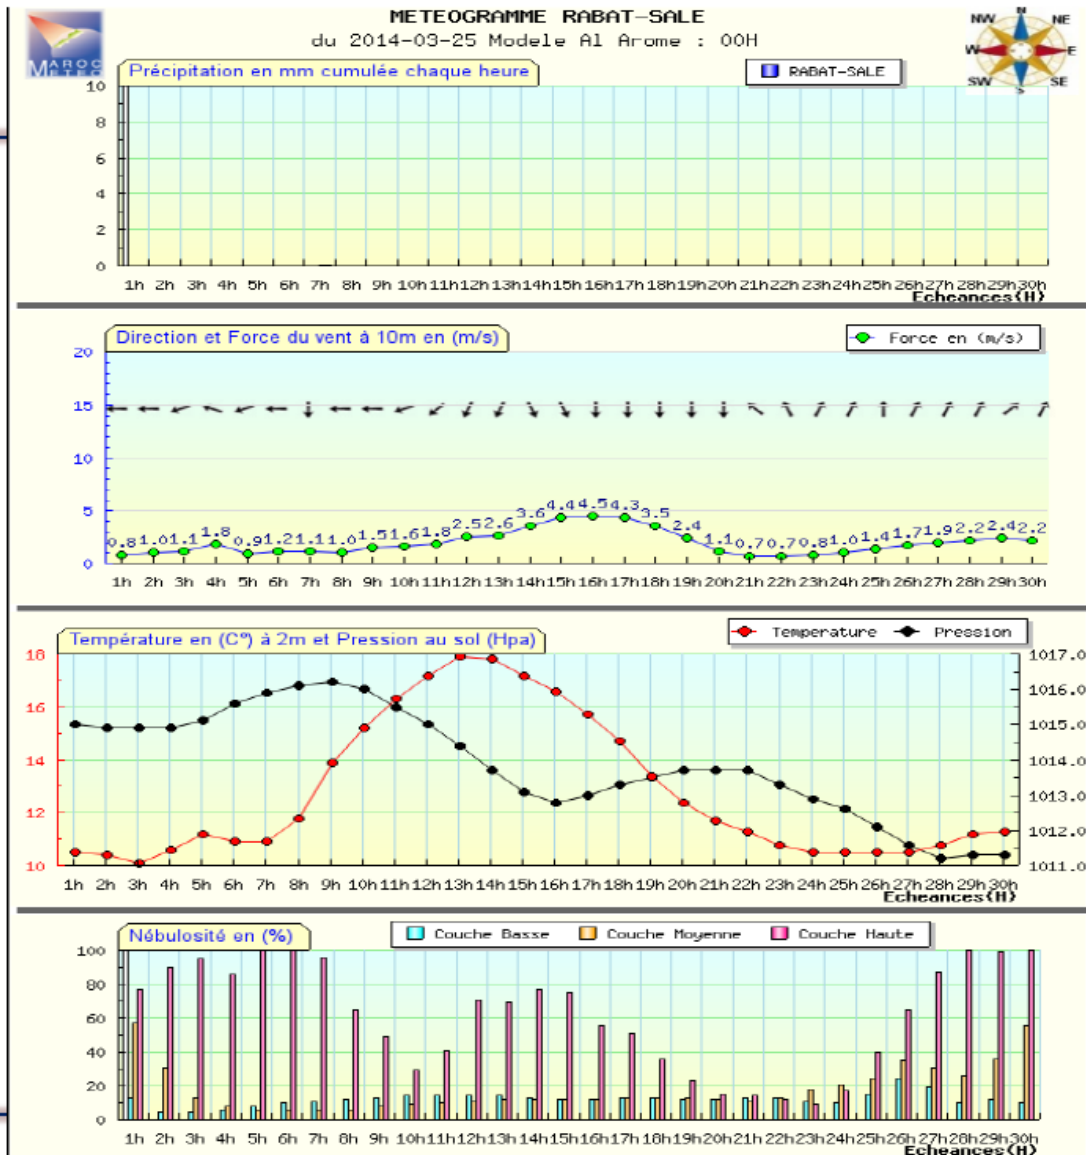 METEOGRAMME RABAT-SALE
du 2014-03-25 Modele Al Arome : 00H
MAROC
METEO
N
NE
E
SE
S
SW
W
NW
Précipitation en mm cumulée chaque heure
RABAT-SALE
10
8
6
4
2
0
1h 2h 3h 4h 5h 6h 7h 8h 9h 10h 11h 12h 13h 14h 15h 16h 17h 18h 19h 20h 21h 22h 23h 24h 25h 26h 27h 28h 29h 30h
Echeances(H)
Direction et Force du vent à 10m en (m/s)
Force en (m/s)
20
15
10
5
0
0.8 1.0 1.1 1.8 0.9 1.2 1.1 1.0 1.5 1.6 1.8 2.5 2.6 3.6 4.4 4.5 4.3 3.5 2.4 1.1 0.7 0.7 0.8 1.0 1.4 1.7 1.9 2.2 2.4 2.2
1h 2h 3h 4h 5h 6h 7h 8h 9h 10h 11h 12h 13h 14h 15h 16h 17h 18h 19h 20h 21h 22h 23h 24h 25h 26h 27h 28h 29h 30h
Température en (C°) à 2m et Pression au sol (Hpa)
Temperature Pression
18
16
14
12
10
1017.0
1016.0
1015.0
1014.0
1013.0
1012.0
1011.0
1h 2h 3h 4h 5h 6h 7h 8h 9h 10h 11h 12h 13h 14h 15h 16h 17h 18h 19h 20h 21h 22h 23h 24h 25h 26h 27h 28h 29h 30h
Echeances(H)
Nébulosité en (%)
Couche Basse Couche Moyenne Couche Haute
100
80
60
40
20
0
1h 2h 3h 4h 5h 6h 7h 8h 9h 10h 11h 12h 13h 14h 15h 16h 17h 18h 19h 20h 21h 22h 23h 24h 25h 26h 27h 28h 29h 30h
Echeances(H)